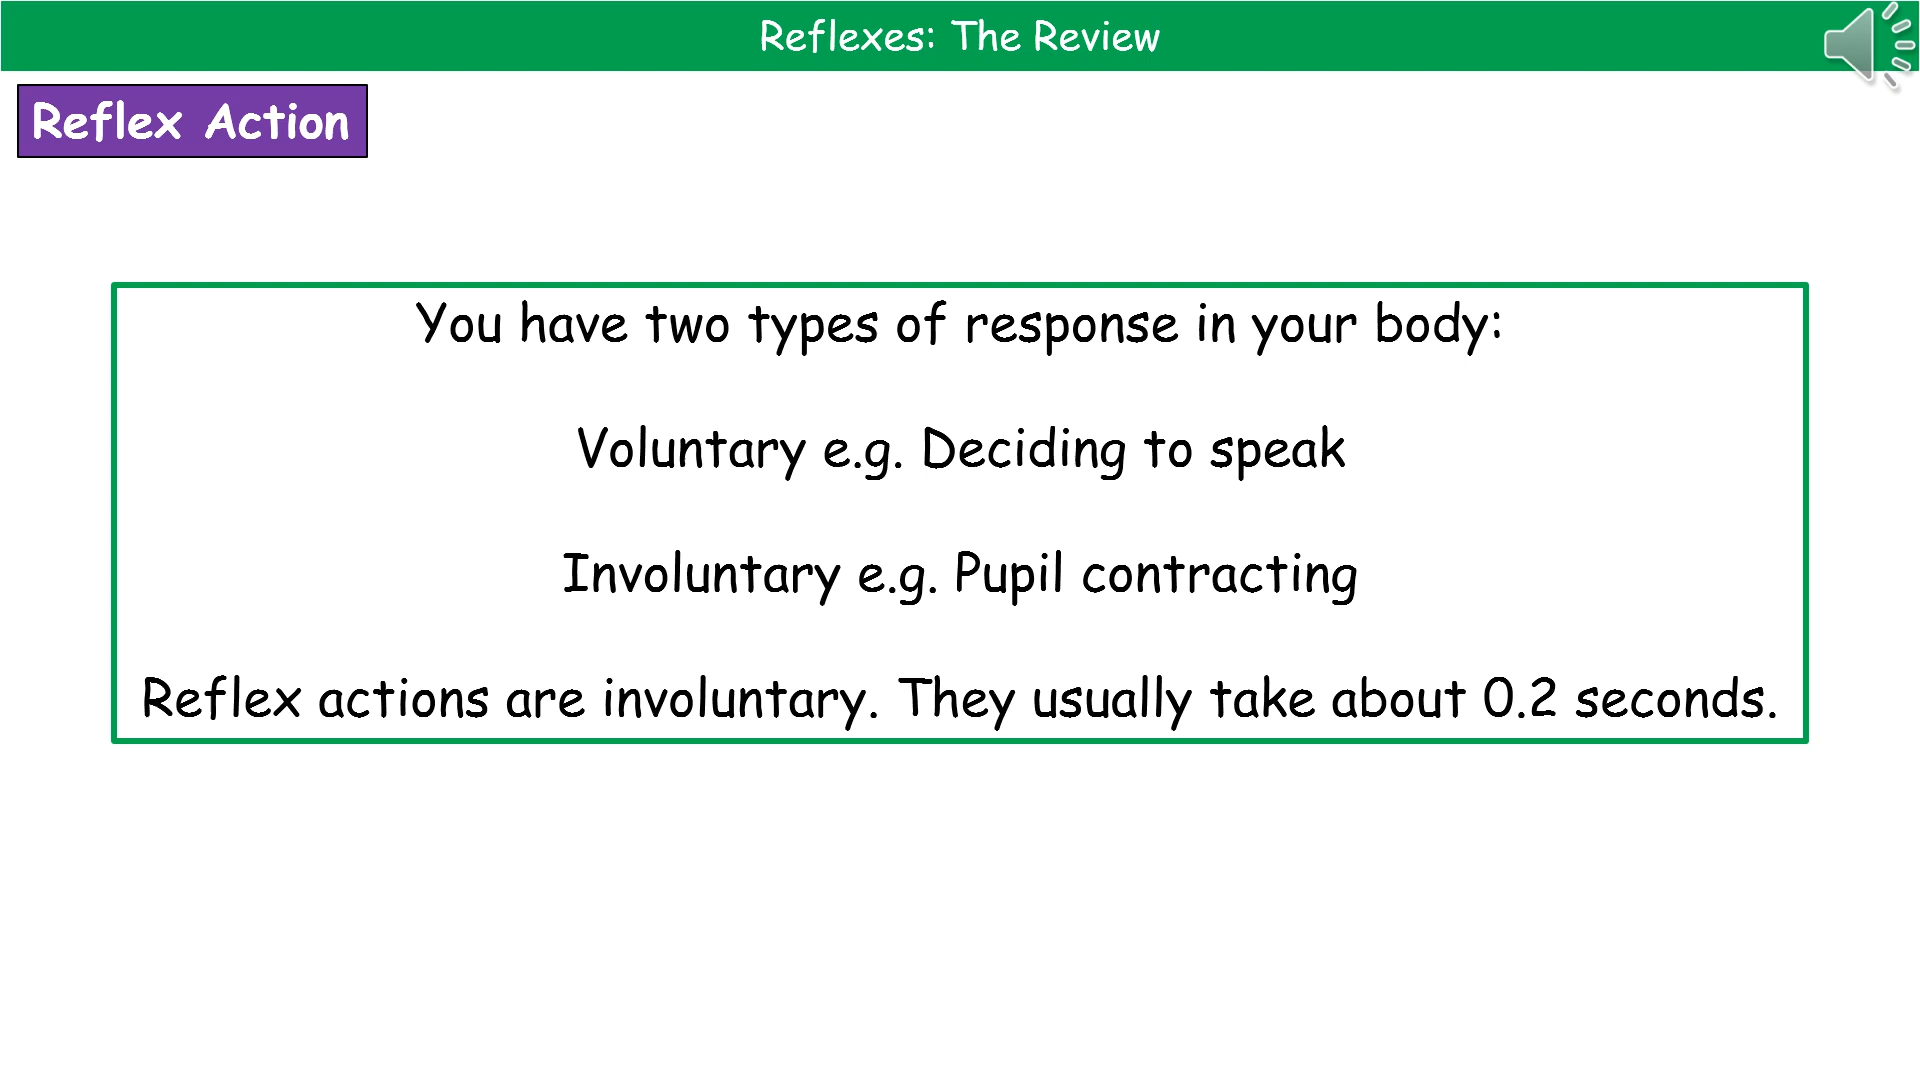 Reflexes: The Review
Reflex Action
You have two types of response in your body:
Voluntary e.g. Deciding to speak
Involuntary e.g. Pupil contracting
Reflex actions are involuntary. They usually take about 0.2 seconds.